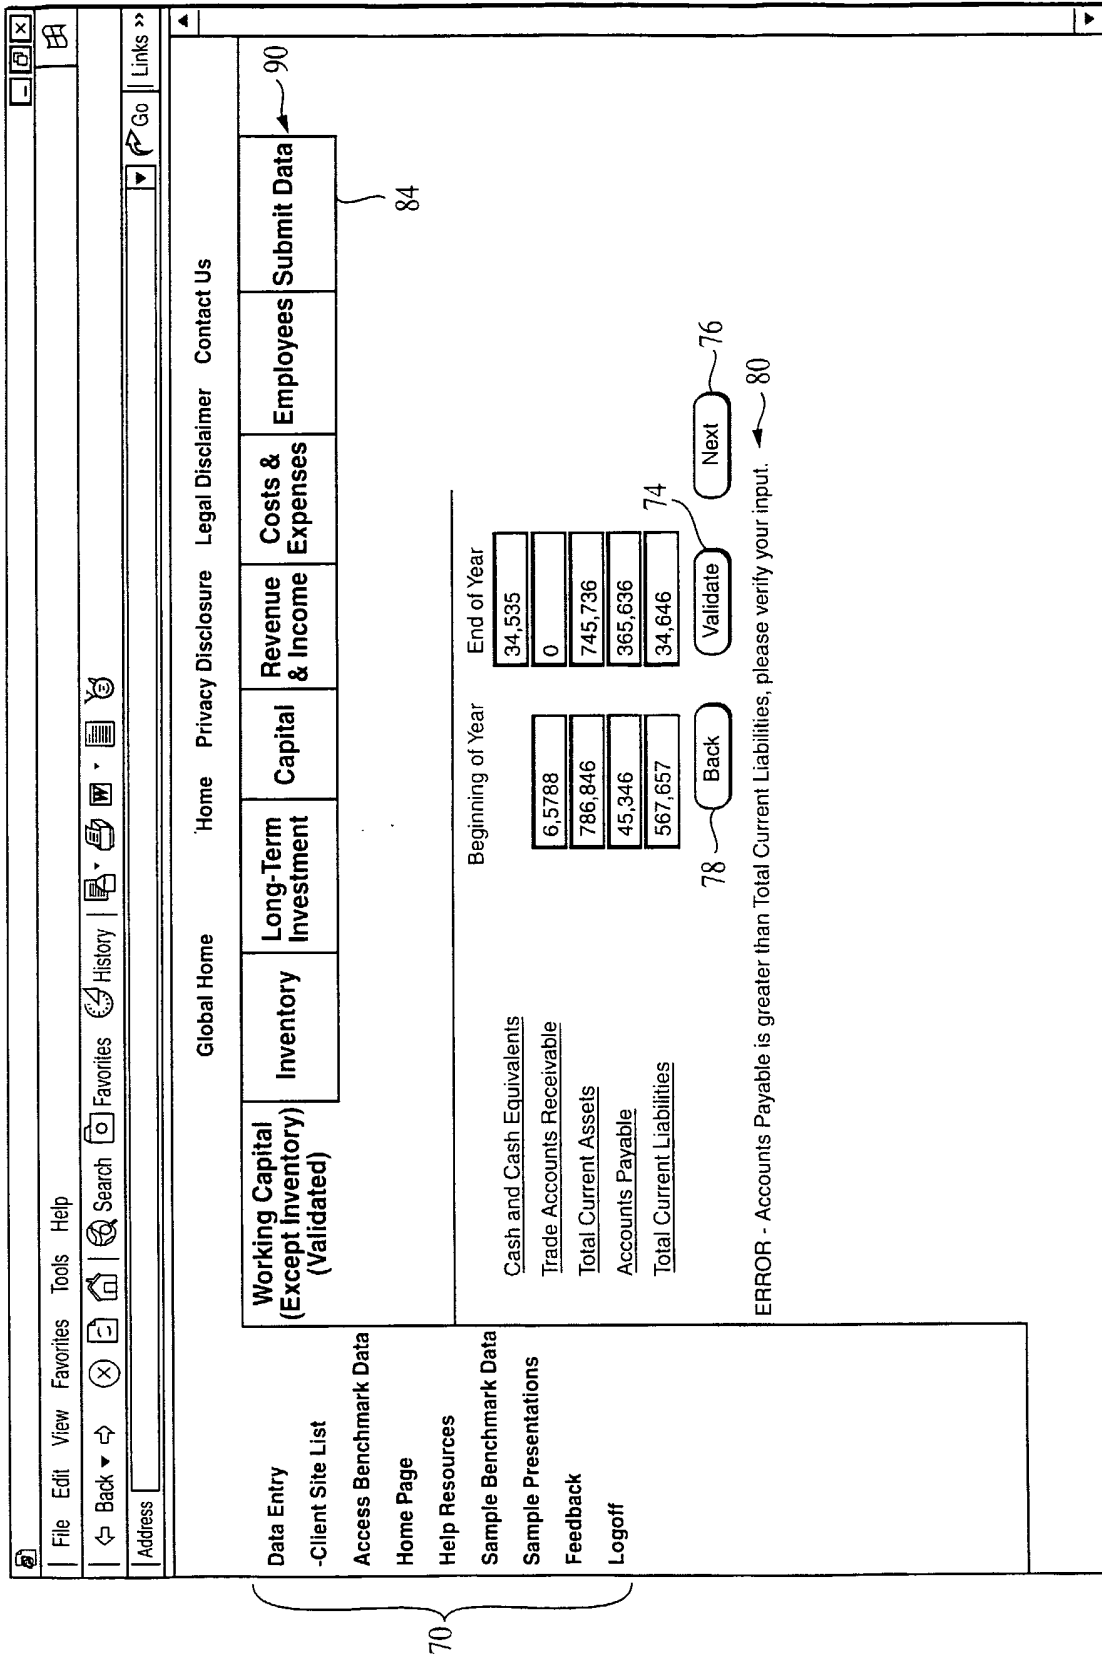 File Edit View Favorites Tools Help
Back Search Favorites History W
Address Go Links »
Global Home Home Privacy Disclosure Legal Disclaimer Contact Us
Working Capital
(Except Inventory)
(Validated)
Inventory
Long-Term
Investment
Capital
Revenue
& Income
Costs &
Expenses
Employees
Submit Data
90
84
Data Entry
-Client Site List
Access Benchmark Data
Home Page
Help Resources
Sample Benchmark Data
Sample Presentations
Feedback
Logoff
70
Beginning of Year End of Year
Cash and Cash Equivalents 34,535
Trade Accounts Receivable 6,5788 0
Total Current Assets 786,846 745,736
Accounts Payable 45,346 365,636
Total Current Liabilities 567,657 34,646
74
78 Back Validate Next 76
ERROR - Accounts Payable is greater than Total Current Liabilities, please verify your input. 80